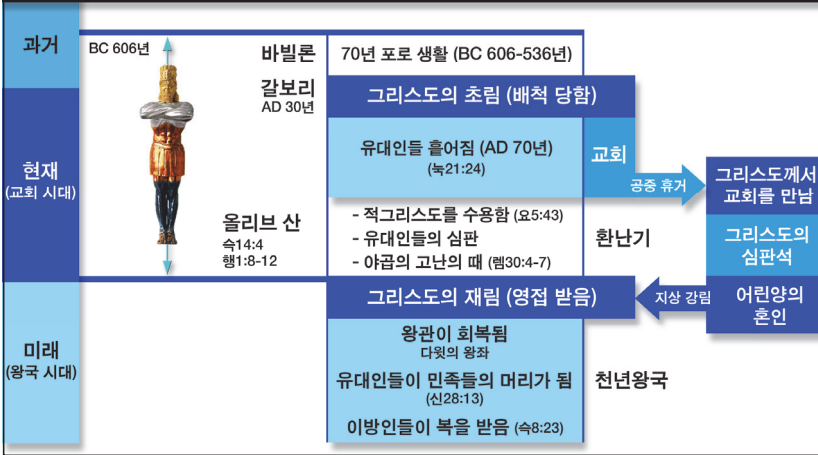 과거
BC 606년
바빌론
70년 포로 생활 (BC 606-536년)
갈보리
AD 30년
그리스도의 초림 (배척 당함)
현재
(교회 시대)
유대인들 흩어짐 (AD 70년)
(눅21:24)
교회
공중 휴거
그리스도께서
교회를 만남
올리브 산
슥14:4
행1:8-12
- 적그리스도를 수용함 (요5:43)
- 유대인들의 심판
- 야곱의 고난의 때 (렘30:4-7)
환난기
그리스도의
심판석
그리스도의 재림 (영접 받음)
지상 강림
어린양의
혼인
미래
(왕국 시대)
왕관이 회복됨
다윗의 왕좌
유대인들이 민족들의 머리가 됨
(신28:13)
이방인들이 복을 받음 (슥8:23)
천년왕국